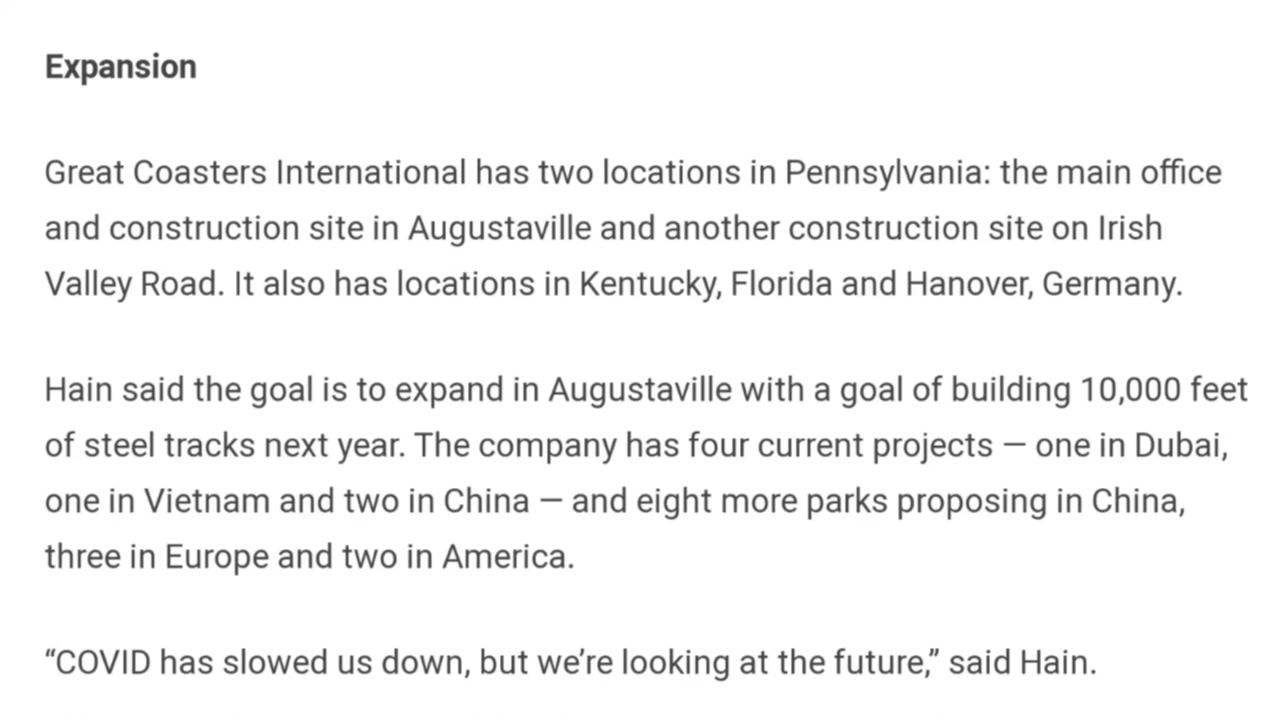 Expansion
Great Coasters International has two locations in Pennsylvania: the main office
and construction site in Augustaville and another construction site on Irish
Valley Road. It also has locations in Kentucky, Florida and Hanover, Germany.
Hain said the goal is to expand in Augustaville with a goal of building 10,000 feet
of steel tracks next year. The company has four current projects — one in Dubai,
one in Vietnam and two in China — and eight more parks proposing in China,
three in Europe and two in America.
“COVID has slowed us down, but we’re looking at the future,” said Hain.